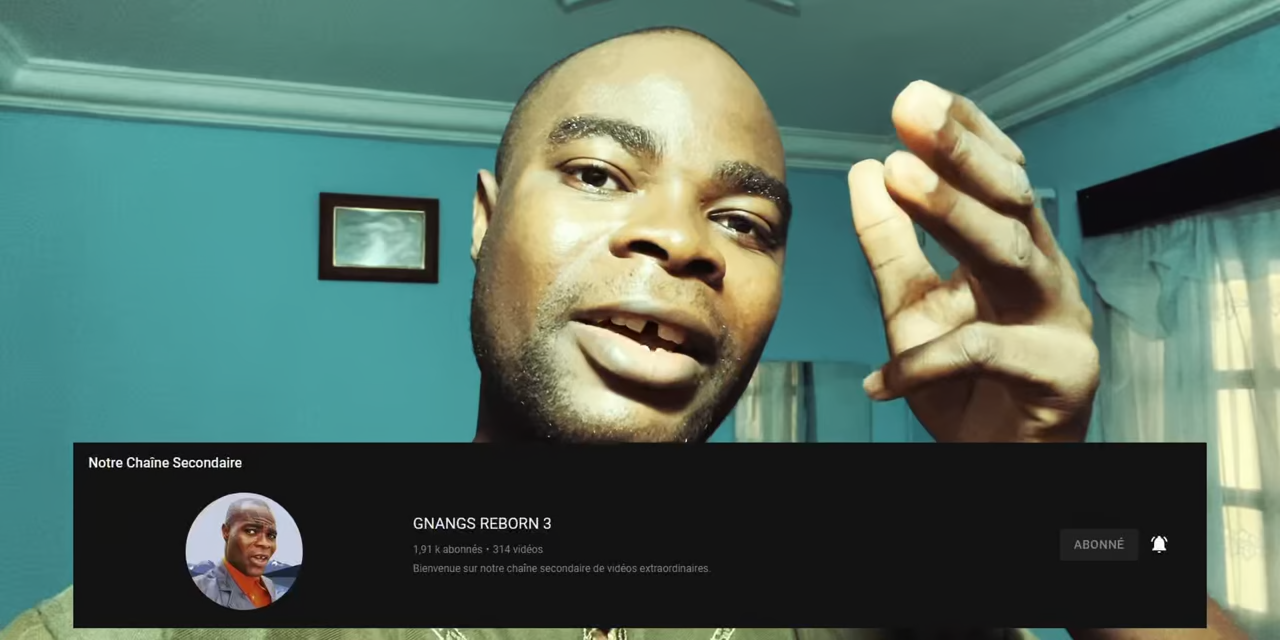 Notre Chaîne Secondaire
GNANGS REBORN 3
1,91 k abonnés • 314 vidéos
Bienvenue sur notre chaîne secondaire de vidéos extraordinaires.
ABONNÉ